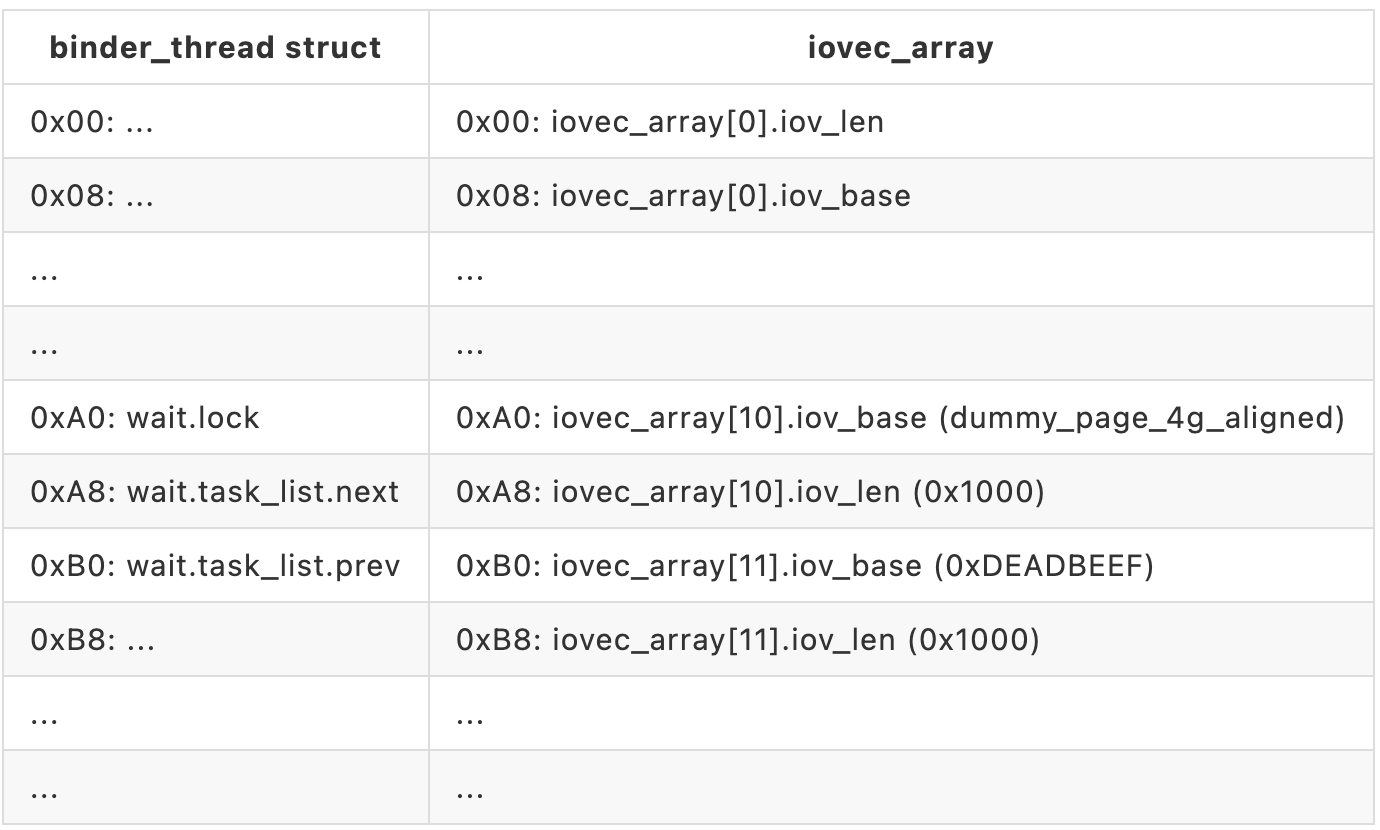 binder_thread struct iovec_array
0x00: ... 0x00: iovec_array[0].iov_len
0x08: ... 0x08: iovec_array[0].iov_base
... ...
... ...
0xA0: wait.lock 0xA0: iovec_array[10].iov_base (dummy_page_4g_aligned)
0xA8: wait.task_list.next 0xA8: iovec_array[10].iov_len (0x1000)
0xB0: wait.task_list.prev 0xB0: iovec_array[11].iov_base (0xDEADBEEF)
0xB8: ... 0xB8: iovec_array[11].iov_len (0x1000)
... ...
... ...